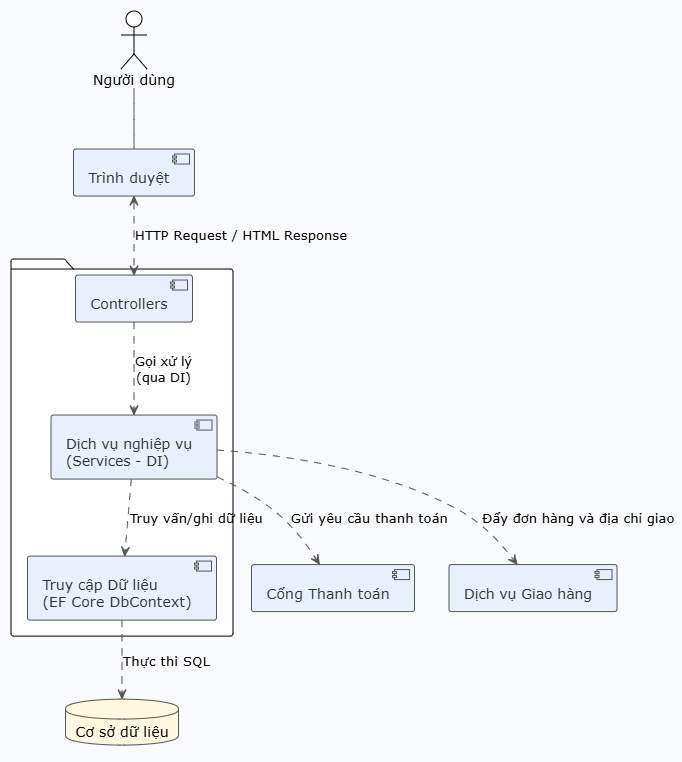 Người dùng
Trình duyệt
HTTP Request / HTML Response
Controllers
Gọi xử lý
(qua DI)
Dịch vụ nghiệp vụ
(Services - DI)
Truy vấn/ghi dữ liệu
Gửi yêu cầu thanh toán
Đẩy đơn hàng và địa chỉ giao
Truy cập Dữ liệu
(EF Core DbContext)
Cổng Thanh toán
Dịch vụ Giao hàng
Thực thi SQL
Cơ sở dữ liệu